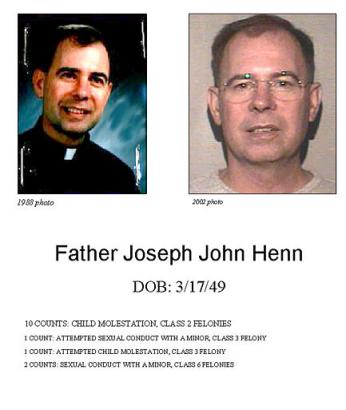 1988 photo
2002 photo
Father Joseph John Henn
DOB: 3/17/49
10 COUNTS: CHILD MOLESTATION, CLASS 2 FELONIES
1 COUNT: ATTEMPTED SEXUAL CONDUCT WITH A MINOR, CLASS 3 FELONY
1 COUNT: ATTEMPTED CHILD MOLESTATION, CLASS 3 FELONY
2 COUNTS: SEXUAL CONDUCT WITH A MINOR, CLASS 6 FELONIES